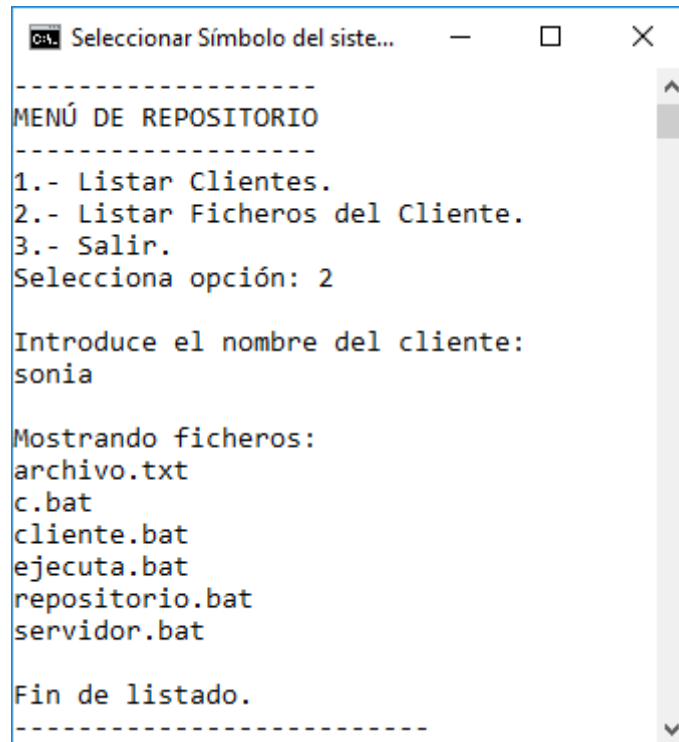 C:\. Seleccionar Símbolo del siste...
-------------------
MENÚ DE REPOSITORIO
-------------------
1.- Listar Clientes.
2.- Listar Ficheros del Cliente.
3.- Salir.
Selecciona opción: 2
Introduce el nombre del cliente:
sonia
Mostrando ficheros:
archivo.txt
c.bat
cliente.bat
ejecuta.bat
repositorio.bat
servidor.bat
Fin de listado.
--------------------------